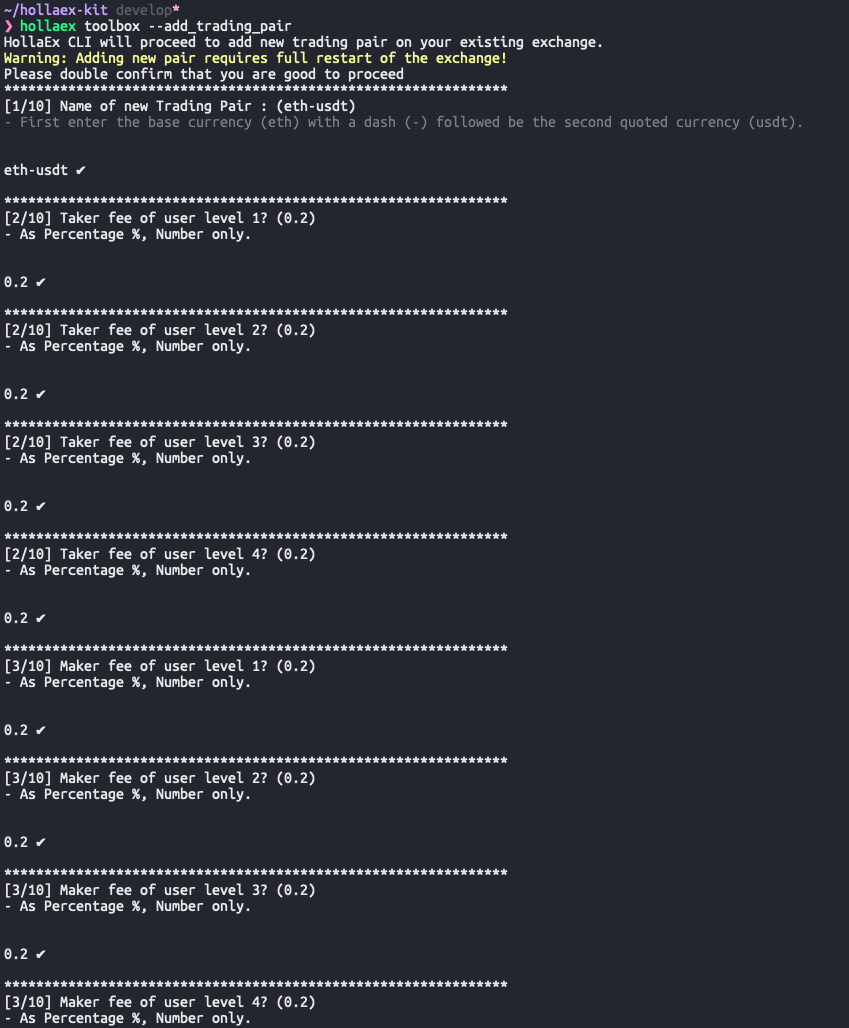 ~/hollaex-kit develop*
❯ hollaex toolbox --add_trading_pair
HollaEx CLI will proceed to add new trading pair on your existing exchange.
Warning: Adding new pair requires full restart of the exchange!
Please double confirm that you are good to proceed
***************************************************************
[1/10] Name of new Trading Pair : (eth-usdt)
- First enter the base currency (eth) with a dash (-) followed be the second quoted currency (usdt).
eth-usdt ✔
***************************************************************
[2/10] Taker fee of user level 1? (0.2)
- As Percentage %, Number only.
0.2 ✔
***************************************************************
[2/10] Taker fee of user level 2? (0.2)
- As Percentage %, Number only.
0.2 ✔
***************************************************************
[2/10] Taker fee of user level 3? (0.2)
- As Percentage %, Number only.
0.2 ✔
***************************************************************
[2/10] Taker fee of user level 4? (0.2)
- As Percentage %, Number only.
0.2 ✔
***************************************************************
[3/10] Maker fee of user level 1? (0.2)
- As Percentage %, Number only.
0.2 ✔
***************************************************************
[3/10] Maker fee of user level 2? (0.2)
- As Percentage %, Number only.
0.2 ✔
***************************************************************
[3/10] Maker fee of user level 3? (0.2)
- As Percentage %, Number only.
0.2 ✔
***************************************************************
[3/10] Maker fee of user level 4? (0.2)
- As Percentage %, Number only.